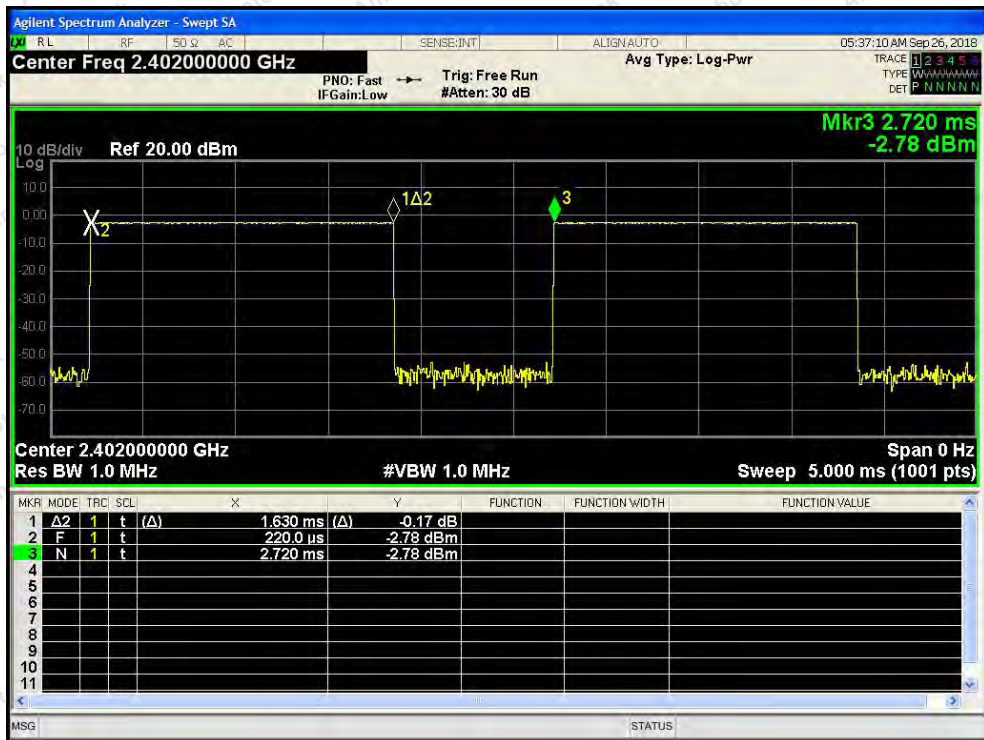 Agilent Spectrum Analyzer - Swept SA
LXI RL RF 50 Ω AC SENSE:INT ALIGN AUTO 05:37:10 AM Sep 26, 2018
Center Freq 2.402000000 GHz
PNO: Fast
IFGain:Low
Trig: Free Run
#Atten: 30 dB
Avg Type: Log-Pwr
TRACE 1 2 3 4 5 6
TYPE WWWWWW
DET P N N N N N
Mkr3 2.720 ms
-2.78 dBm
10 dB/div Ref 20.00 dBm
Log
10.0
0.00
-10.0
-20.0
-30.0
-40.0
-50.0
-60.0
-70.0
2
1Δ2
3
Center 2.402000000 GHz Span 0 Hz
Res BW 1.0 MHz #VBW 1.0 MHz Sweep 5.000 ms (1001 pts)
MKR MODE TRC SCL X Y FUNCTION FUNCTION WIDTH FUNCTION VALUE
1 Δ2 1 t (Δ) 1.630 ms (Δ) -0.17 dB
2 F 1 t 220.0 µs -2.78 dBm
3 N 1 t 2.720 ms -2.78 dBm
4
5
6
7
8
9
10
11
MSG STATUS